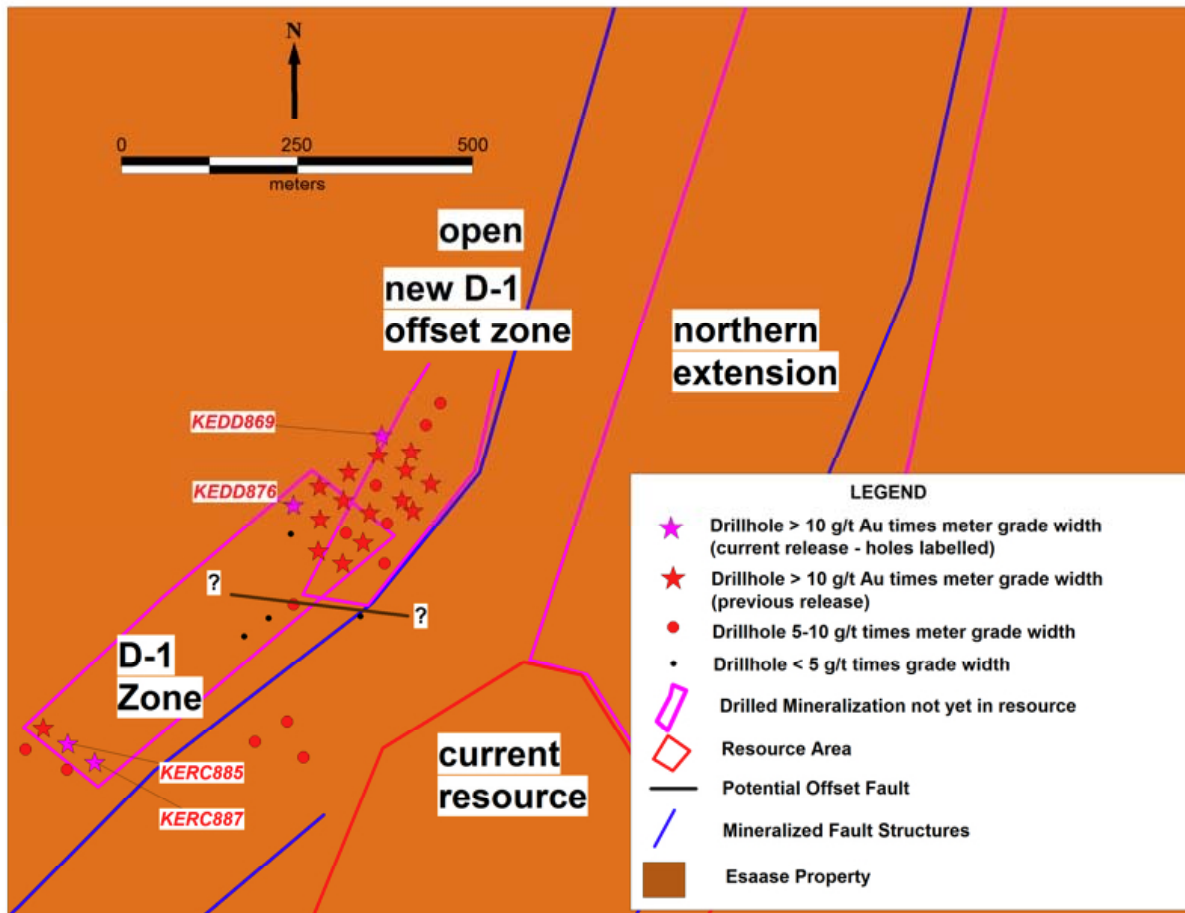 N
0
250
500
meters
open
new D-1
offset zone
northern
extension
KEDD869
KEDD876
?
?
D-1
Zone
KERC885
KERC887
current
resource
LEGEND
Drillhole > 10 g/t Au times meter grade width
(current release - holes labelled)
Drillhole > 10 g/t Au times meter grade width
(previous release)
Drillhole 5-10 g/t times meter grade width
Drillhole < 5 g/t times grade width
Drilled Mineralization not yet in resource
Resource Area
Potential Offset Fault
Mineralized Fault Structures
Esaase Property